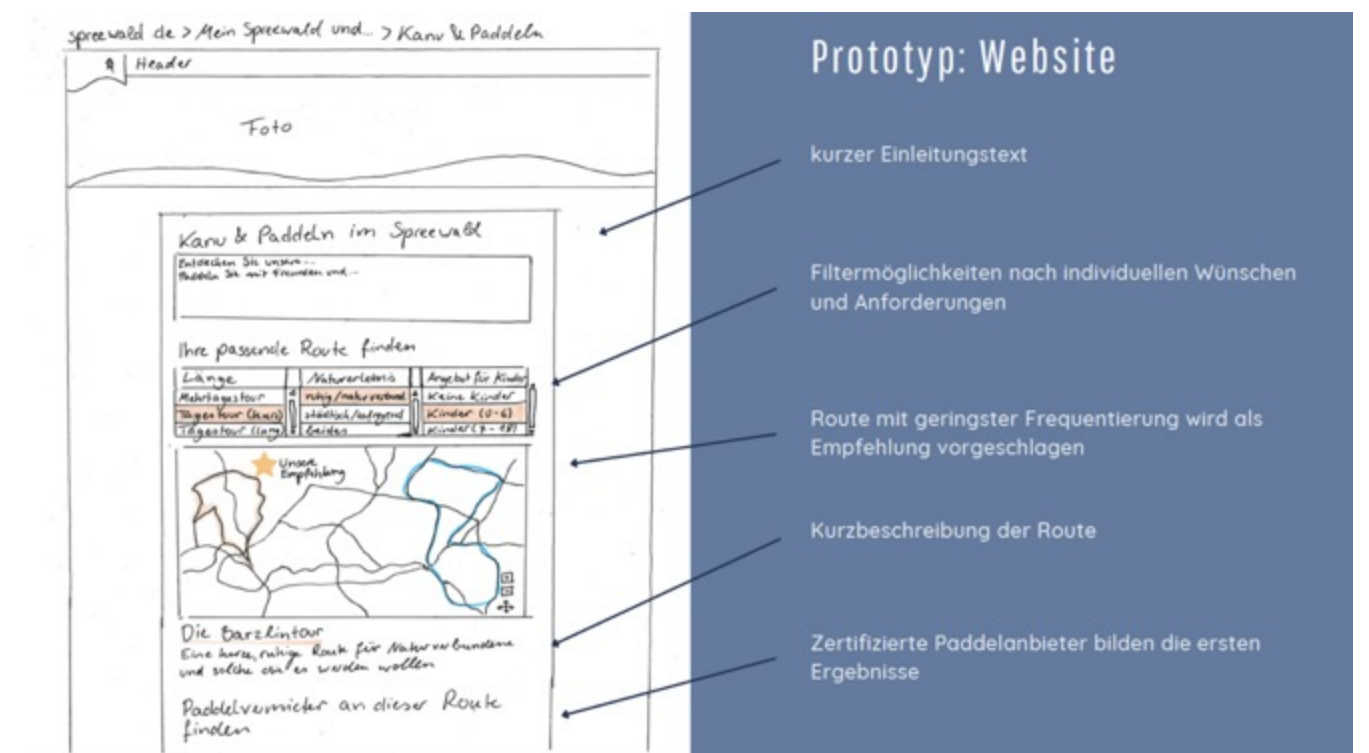 spreewald de > Mein Spreewald und... > Kanu & Paddeln
Header
Foto
Kanu & Paddeln im Spreewald
Entdecken Sie unsere...
Paddeln Sie mit Freunden und...
Ihre passende Route finden
Länge Naturerlebnis Angebot für Kinder
Mehrtagestour ruhig/naturverbund Keine Kinder
Tagestour (kurz) städtisch/aufregend Kinder (0-6)
Tagestour (lang) beides Kinder (7-18)
Unsere
Empfehlung
Die Barzlintour
Eine kurze, ruhige Route für Naturverbundene
und solche die es werden wollen
Paddelvermieter an dieser Route
finden
Prototyp: Website
kurzer Einleitungstext
Filtermöglichkeiten nach individuellen Wünschen
und Anforderungen
Route mit geringster Frequentierung wird als
Empfehlung vorgeschlagen
Kurzbeschreibung der Route
Zertifizierte Paddelanbieter bilden die ersten
Ergebnisse